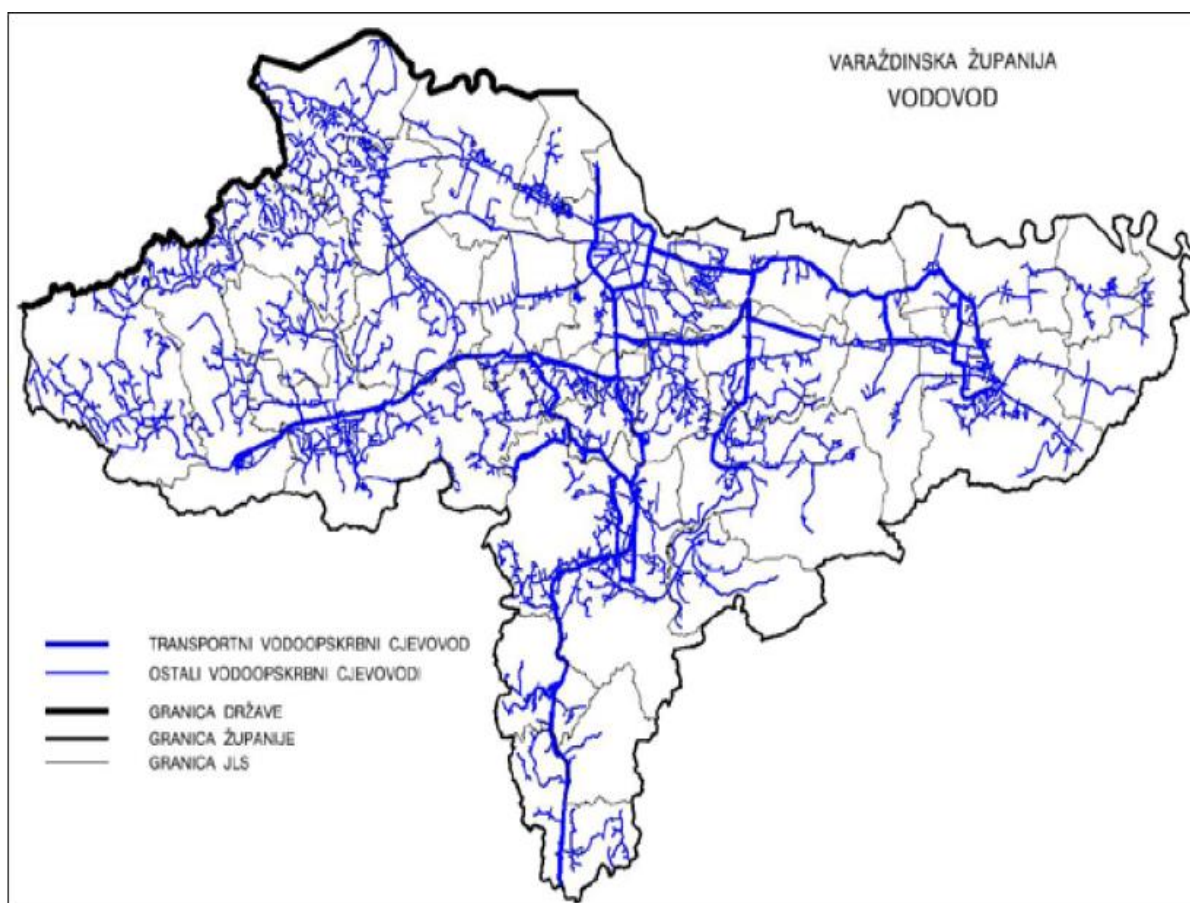 VARAŽDINSKA ŽUPANIJA
VODOVOD
TRANSPORTNI VODOOPSKRBNI CJEVOVOD
OSTALI VODOOPSKRBNI CJEVOVODI
GRANICA DRŽAVE
GRANICA ŽUPANIJE
GRANICA JLS